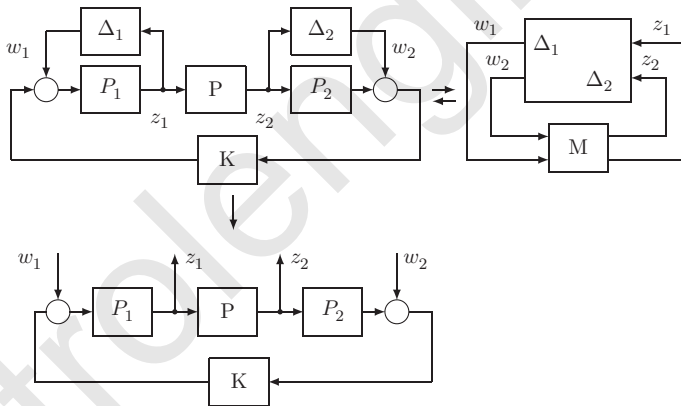 Δ₁
Δ₂
w₁
w₂
P₁
P
P₂
z₁
z₂
K
w₁
w₂
Δ₁
Δ₂
z₁
z₂
M
w₁
z₁
z₂
w₂
P₁
P
P₂
K
trolengi